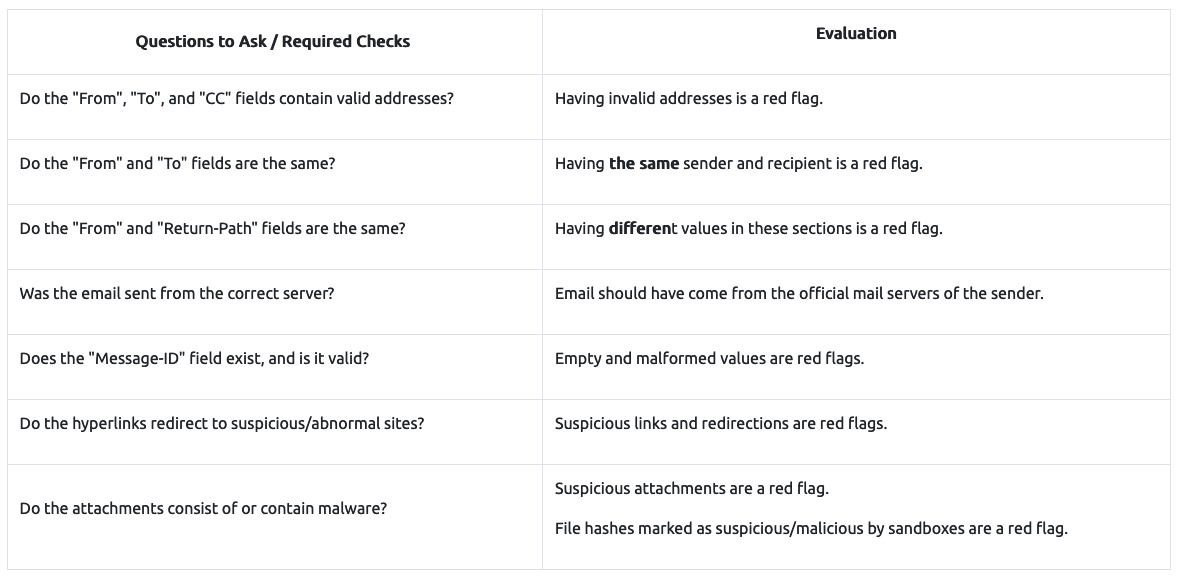 Questions to Ask / Required Checks
Evaluation
Do the "From", "To", and "CC" fields contain valid addresses?
Having invalid addresses is a red flag.
Do the "From" and "To" fields are the same?
Having the same sender and recipient is a red flag.
Do the "From" and "Return-Path" fields are the same?
Having different values in these sections is a red flag.
Was the email sent from the correct server?
Email should have come from the official mail servers of the sender.
Does the "Message-ID" field exist, and is it valid?
Empty and malformed values are red flags.
Do the hyperlinks redirect to suspicious/abnormal sites?
Suspicious links and redirections are red flags.
Do the attachments consist of or contain malware?
Suspicious attachments are a red flag.
File hashes marked as suspicious/malicious by sandboxes are a red flag.